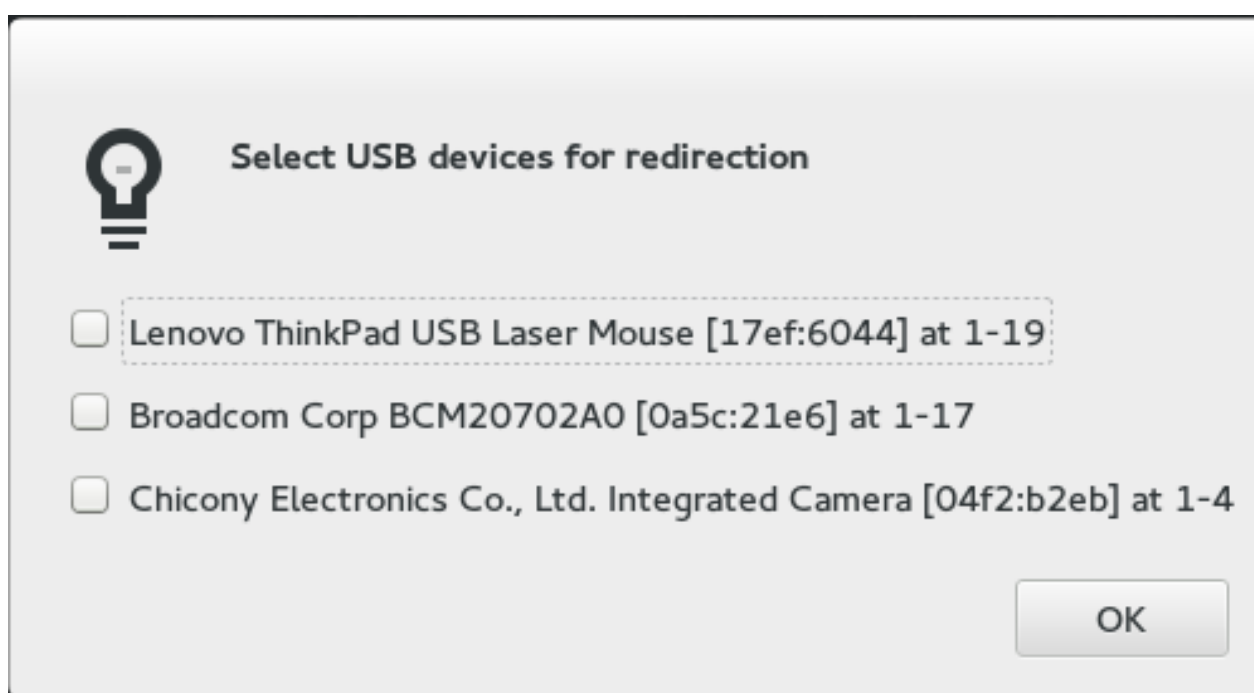 Select USB devices for redirection
Lenovo ThinkPad USB Laser Mouse [17ef:6044] at 1-19
Broadcom Corp BCM20702A0 [0a5c:21e6] at 1-17
Chicony Electronics Co., Ltd. Integrated Camera [04f2:b2eb] at 1-4
OK